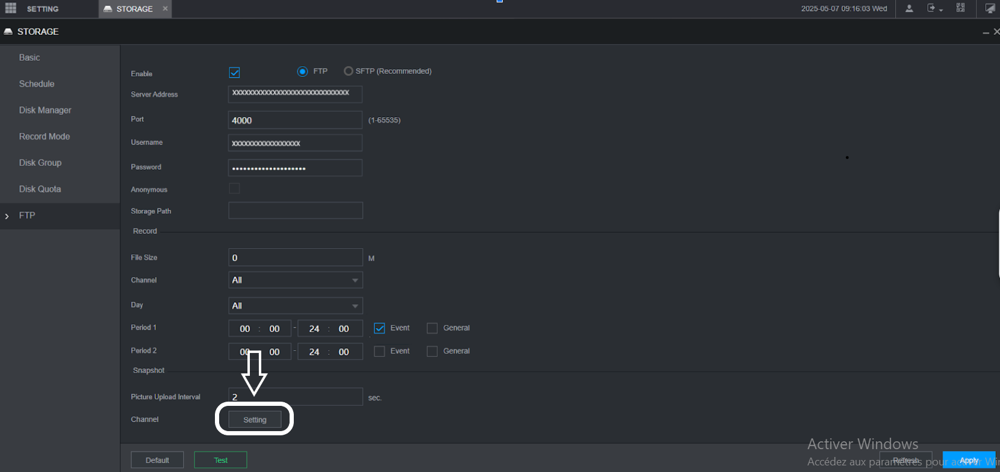 SETTING STORAGE × 2025-05-07 09:16:03 Wed
STORAGE
Basic
Schedule
Disk Manager
Record Mode
Disk Group
Disk Quota
FTP
Enable FTP SFTP (Recommended)
Server Address xxxxxxxxxxxxxxxxxxxxxxxxxxxxx
Port 4000 (1-65535)
Username xxxxxxxxxxxxxxxxx
Password ••••••••••••••••••••
Anonymous
Storage Path
Record
File Size 0 M
Channel All
Day All
Period 1 00 : 00 - 24 : 00 Event General
Period 2 00 : 00 - 24 : 00 Event General
Snapshot
Picture Upload Interval 2 sec.
Channel Setting
Default Test Refresh Apply
Activer Windows
Accédez aux paramètres pour activer Wi